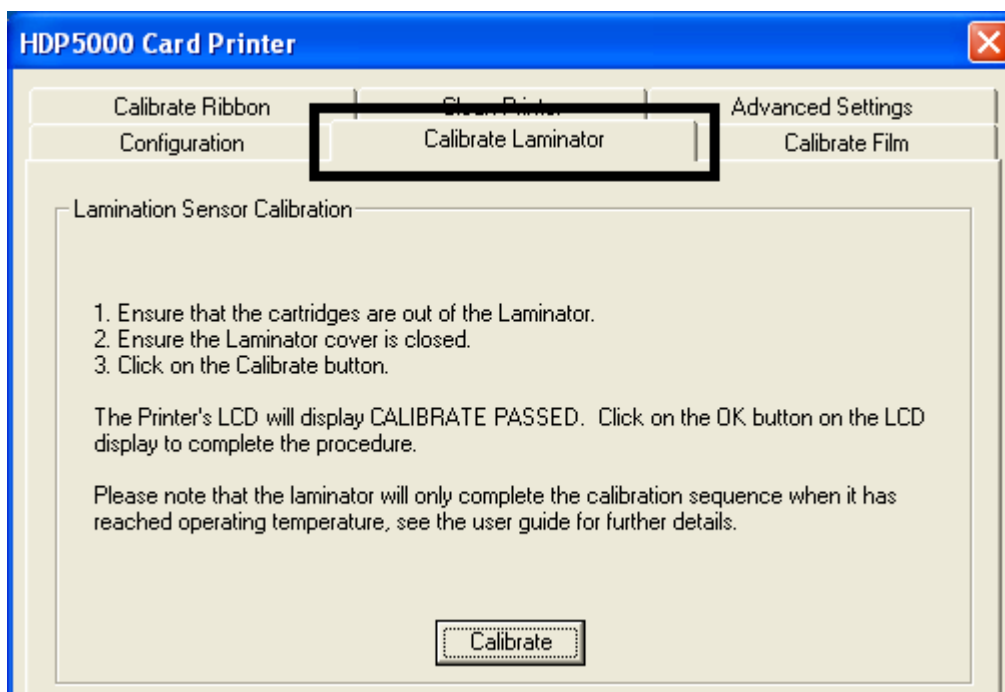 HDP5000 Card Printer
Calibrate Ribbon
Clean Printer
Advanced Settings
Configuration
Calibrate Laminator
Calibrate Film
Lamination Sensor Calibration
1. Ensure that the cartridges are out of the Laminator.
2. Ensure the Laminator cover is closed.
3. Click on the Calibrate button.
The Printer's LCD will display CALIBRATE PASSED.  Click on the OK button on the LCD
display to complete the procedure.
Please note that the laminator will only complete the calibration sequence when it has
reached operating temperature, see the user guide for further details.
Calibrate